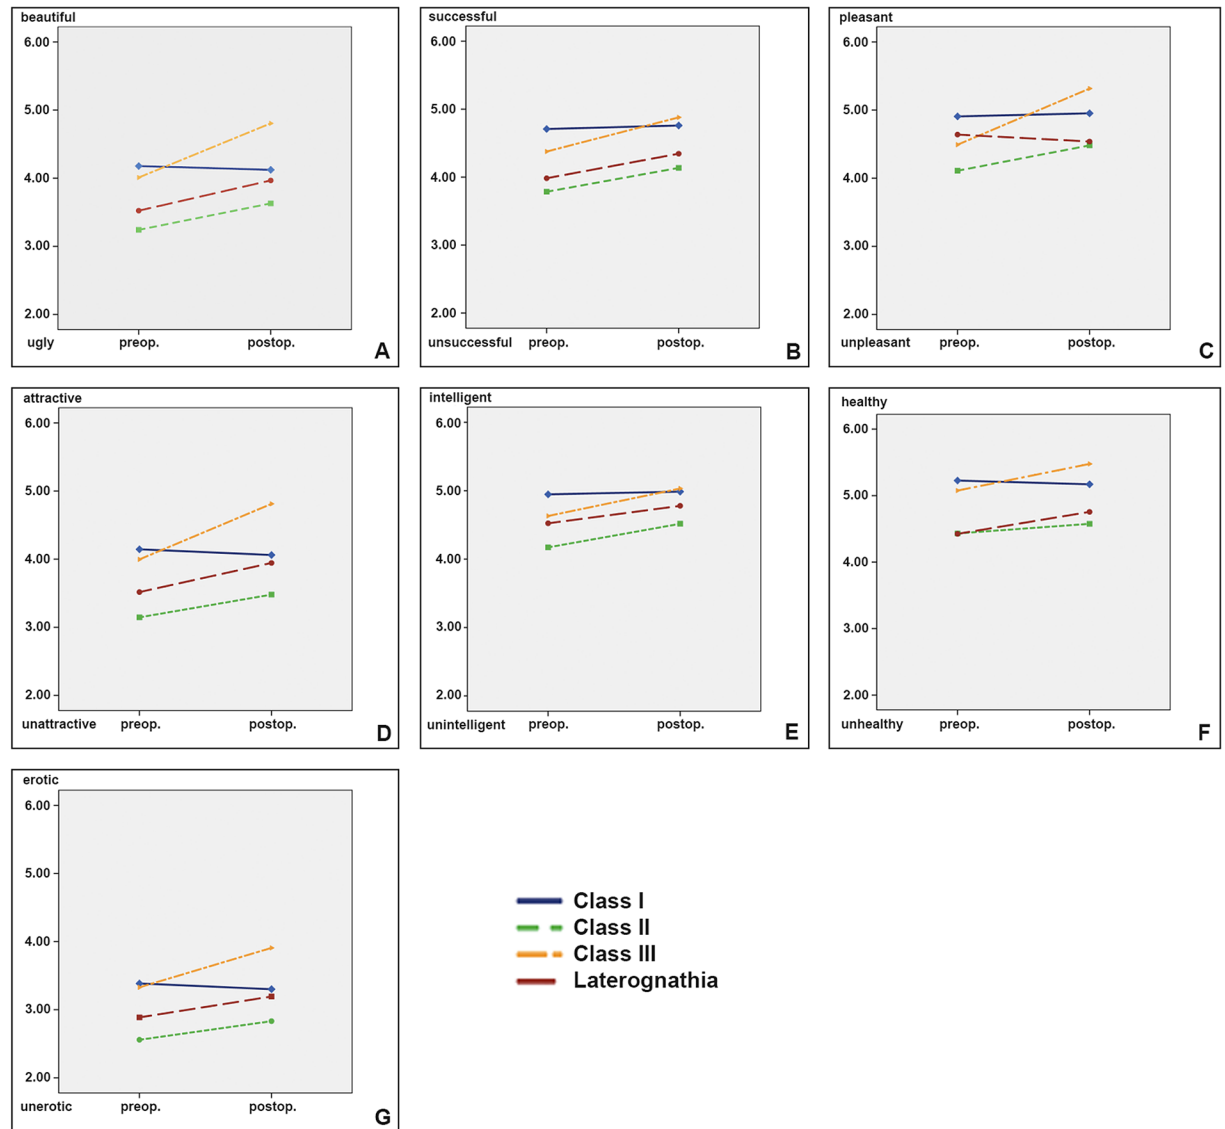 beautiful
6.00
5.00
4.00
3.00
2.00
ugly preop. postop. A
successful
6.00
5.00
4.00
3.00
2.00
unsuccessful preop. postop. B
pleasant
6.00
5.00
4.00
3.00
2.00
unpleasant preop. postop. C
attractive
6.00
5.00
4.00
3.00
2.00
unattractive preop. postop. D
intelligent
6.00
5.00
4.00
3.00
2.00
unintelligent preop. postop. E
healthy
6.00
5.00
4.00
3.00
2.00
unhealthy preop. postop. F
erotic
6.00
5.00
4.00
3.00
2.00
unerotic preop. postop. G
Class I
Class II
Class III
Laterognathia